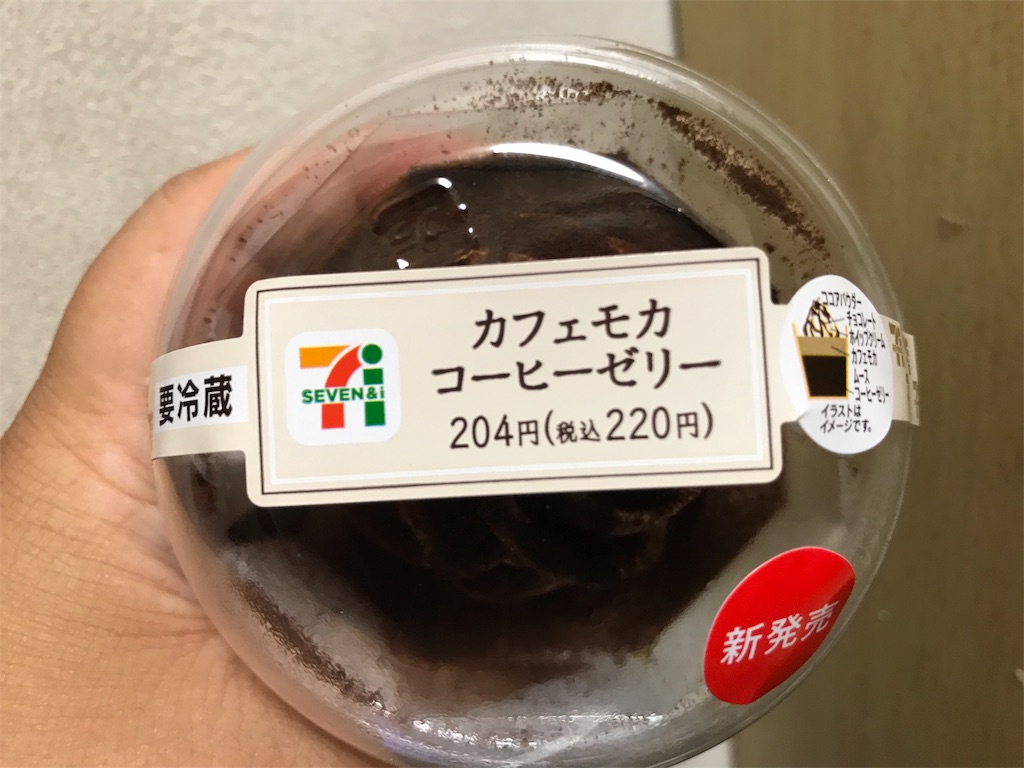 要冷蔵
SEVEN&i
カフェモカ
コーヒーゼリー
204円(税込220円)
ココアパウダー
チョコレート
ホイップクリーム
カフェモカ
ムース
コーヒーゼリー
イラストは
イメージです。
新発売